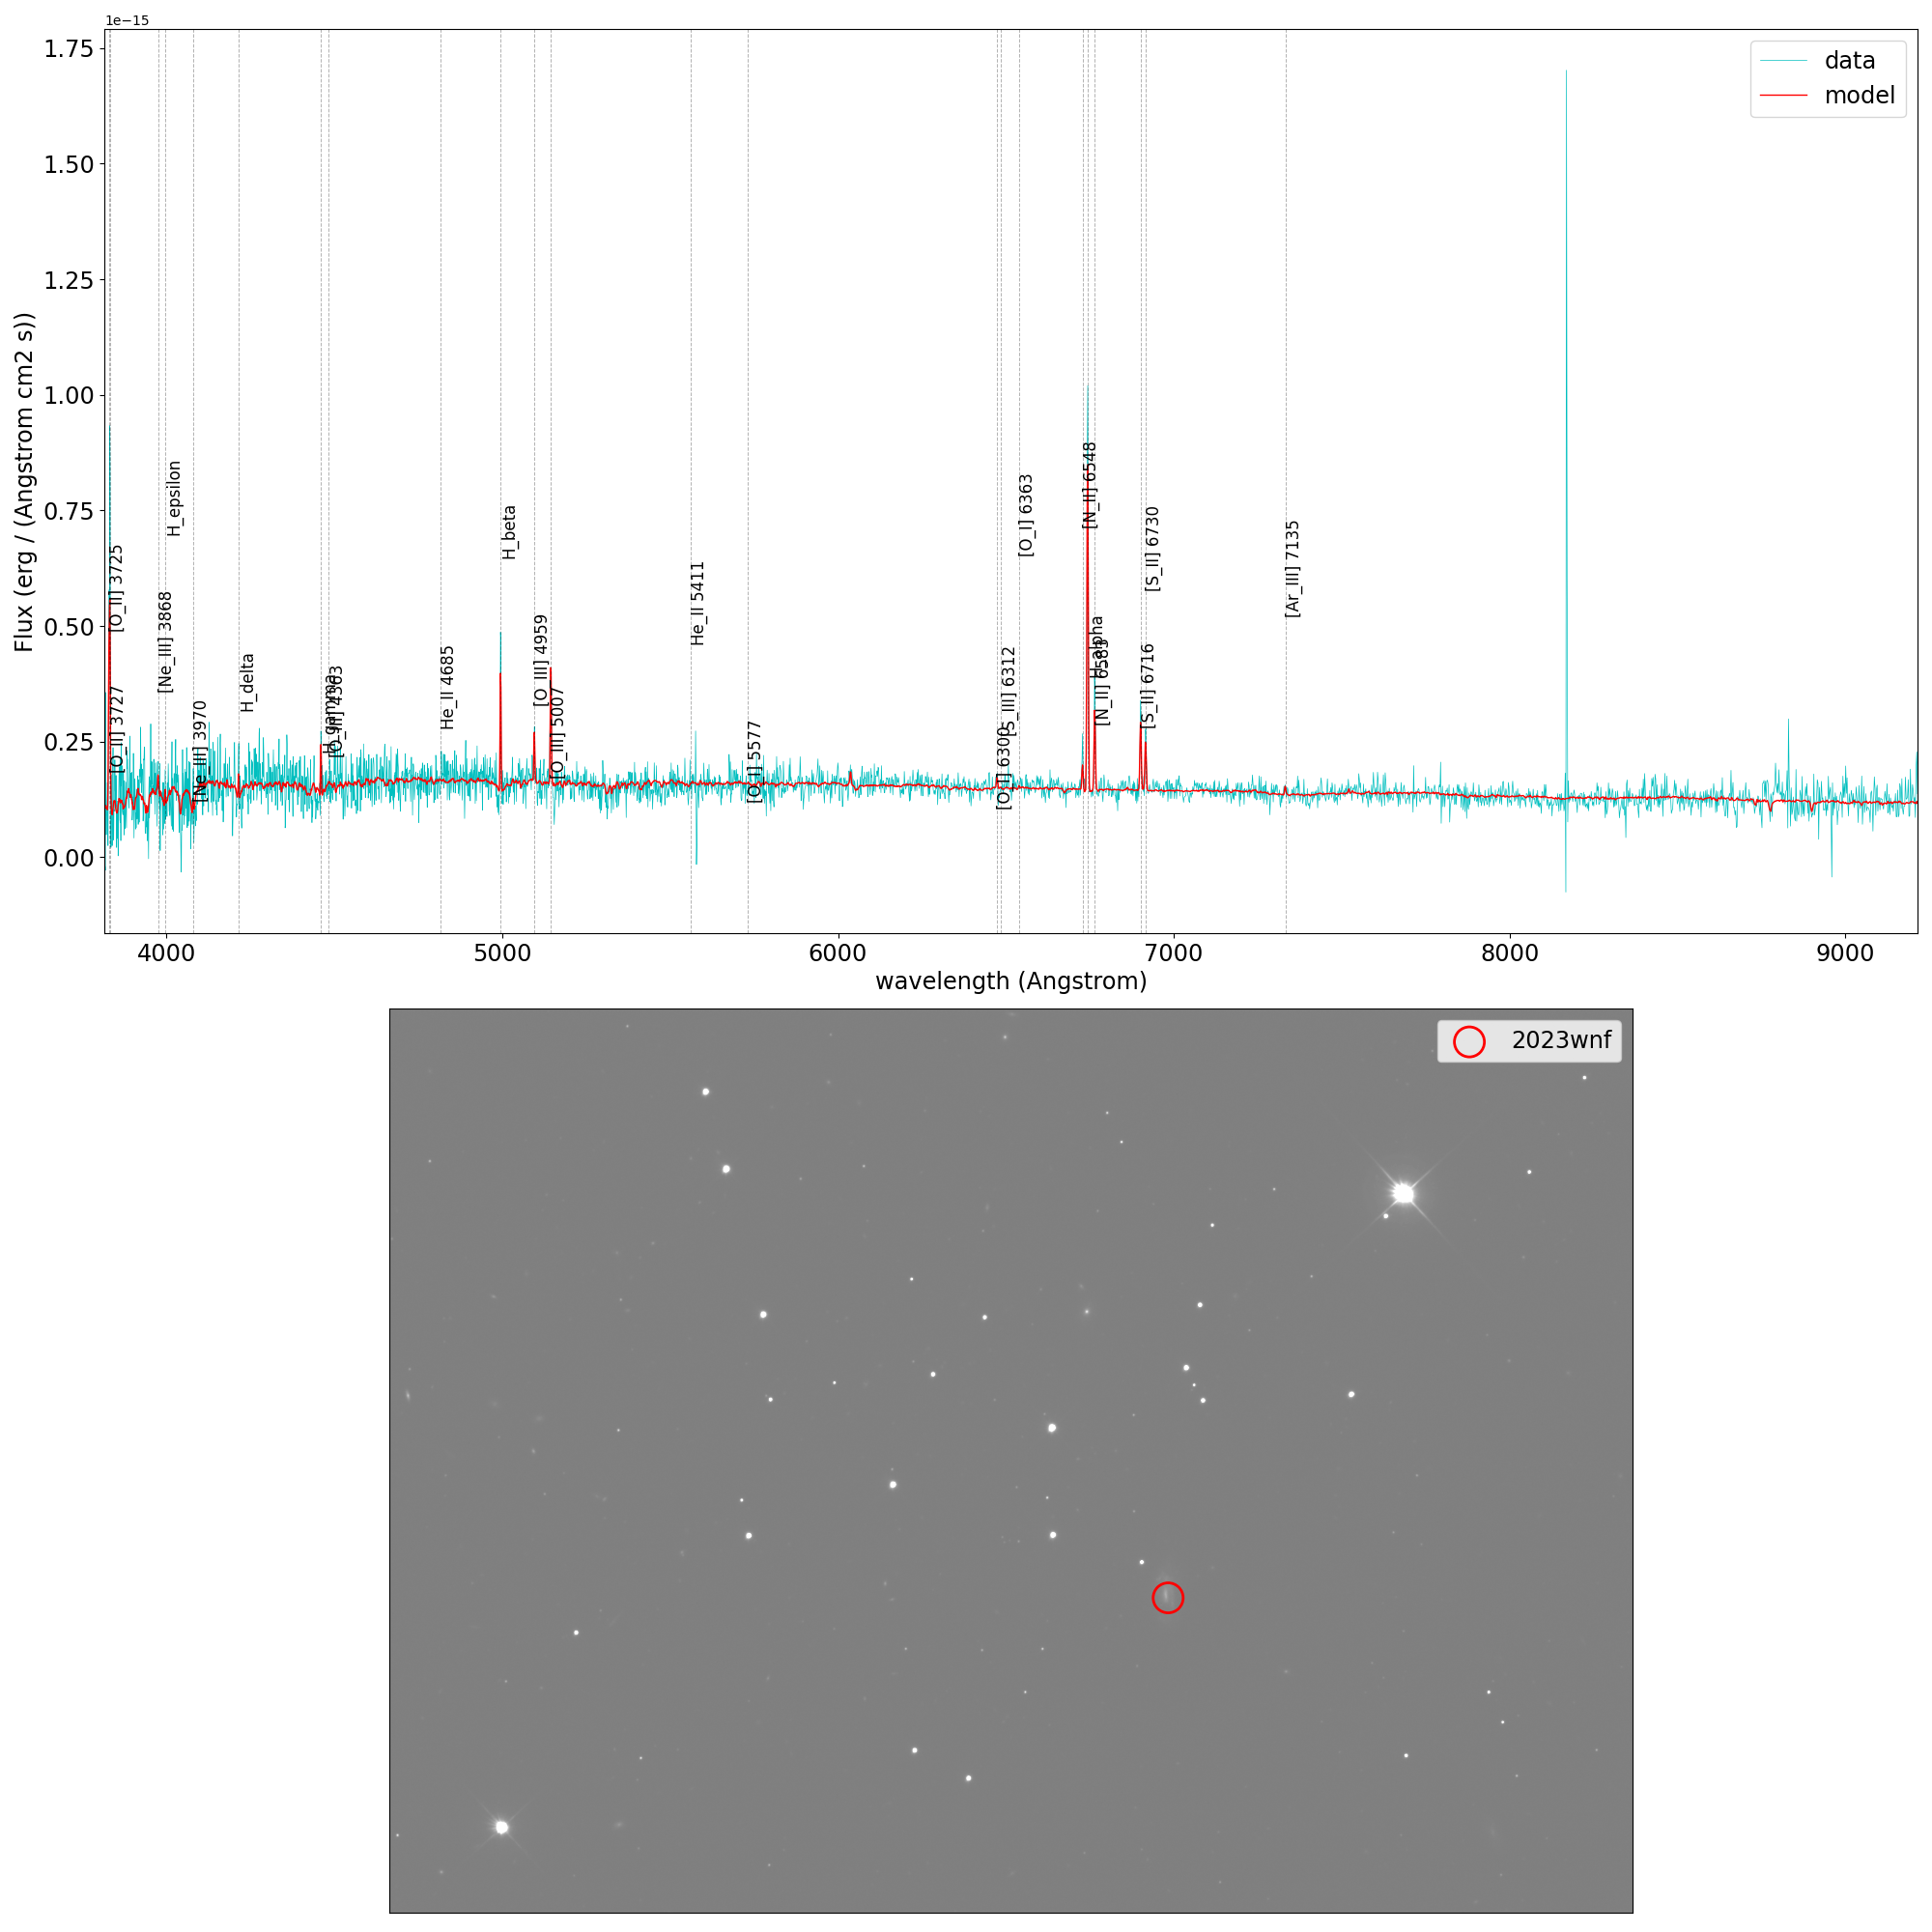 1e−15
1.75
1.50
1.25
1.00
0.75
0.50
0.25
0.00
Flux (erg / (Angstrom cm2 s))
data
model
[O_II] 3725
[O_II] 3727
[Ne_III] 3868
H_epsilon
[Ne_III] 3970
H_delta
H_gamma
[O_III] 4363
He_II 4685
H_beta
[O_III] 4959
[O_III] 5007
He_II 5411
[O_I] 5577
[O_I] 6300
[S_III] 6312
[O_I] 6363
[N_II] 6548
H_alpha
[N_II] 6583
[S_II] 6716
[S_II] 6730
[Ar_III] 7135
4000
5000
6000
7000
8000
9000
wavelength (Angstrom)
2023wnf